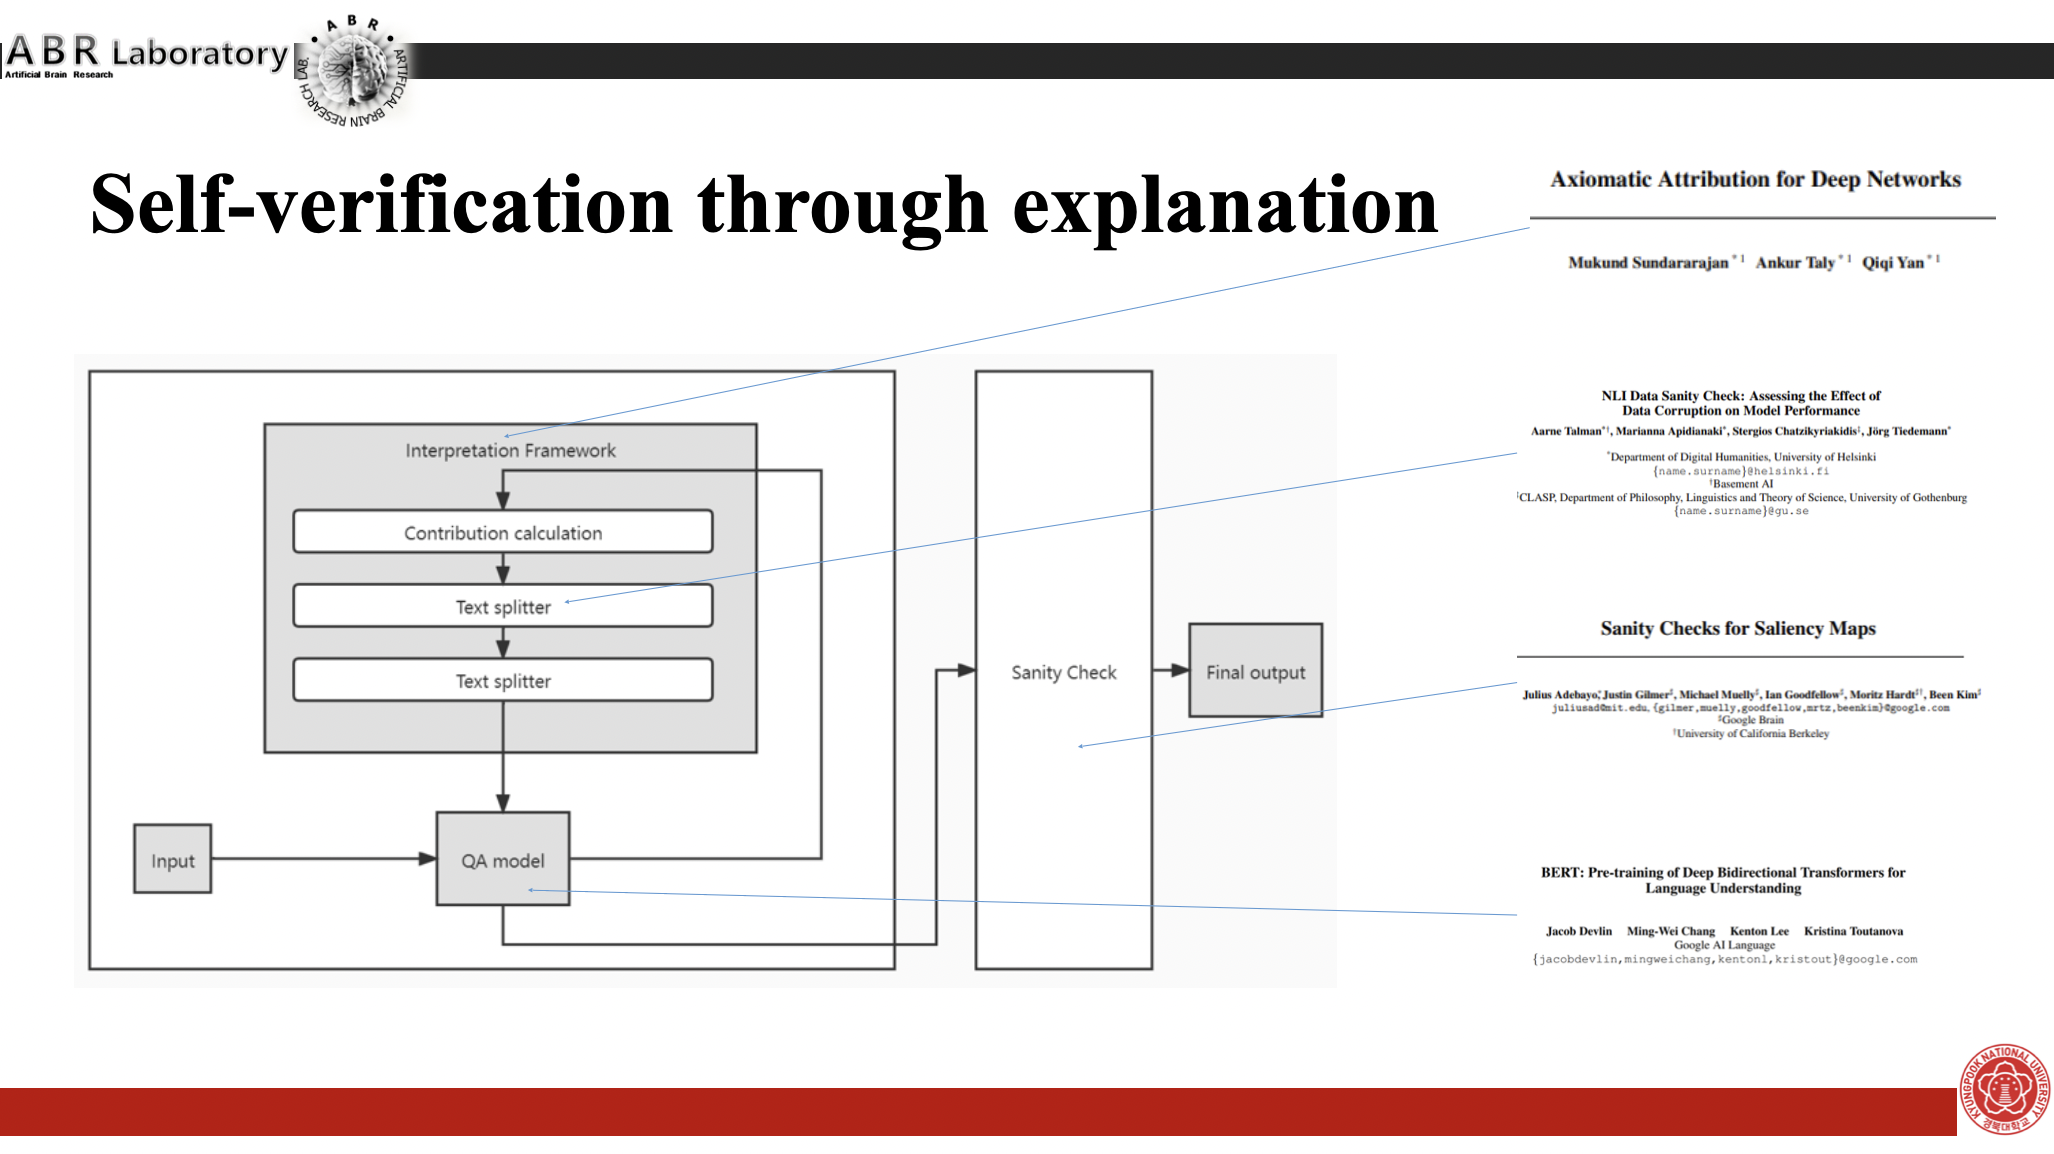 ABR Laboratory
Artificial Brain Research
A B R
ARTIFICIAL BRAIN RESEARCH LAB.
Self-verification through explanation
Interpretation Framework
Contribution calculation
Text splitter
Text splitter
Input
QA model
Sanity Check
Final output
Axiomatic Attribution for Deep Networks
Mukund Sundararajan * 1 Ankur Taly * 1 Qiqi Yan * 1
NLI Data Sanity Check: Assessing the Effect of
Data Corruption on Model Performance
Aarne Talman*†, Marianna Apidianaki*, Stergios Chatzikyriakidis‡, Jörg Tiedemann*
*Department of Digital Humanities, University of Helsinki
{name.surname}@helsinki.fi
†Basement AI
‡CLASP, Department of Philosophy, Linguistics and Theory of Science, University of Gothenburg
{name.surname}@gu.se
Sanity Checks for Saliency Maps
Julius Adebayo*, Justin Gilmer♯, Michael Muelly♯, Ian Goodfellow♯, Moritz Hardt♯†, Been Kim♯
juliusad@mit.edu, {gilmer,muelly,goodfellow,mrtz,beenkim}@google.com
♯Google Brain
†University of California Berkeley
BERT: Pre-training of Deep Bidirectional Transformers for
Language Understanding
Jacob Devlin Ming-Wei Chang Kenton Lee Kristina Toutanova
Google AI Language
{jacobdevlin,mingweichang,kentonl,kristout}@google.com
KYUNGPOOK NATIONAL UNIVERSITY
경북대학교